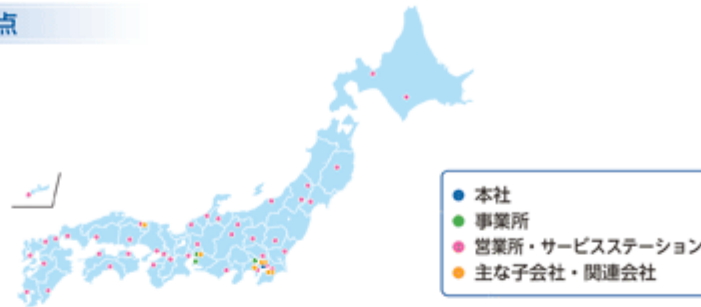 点
本社
事業所
営業所・サービスステーション
主な子会社・関連会社